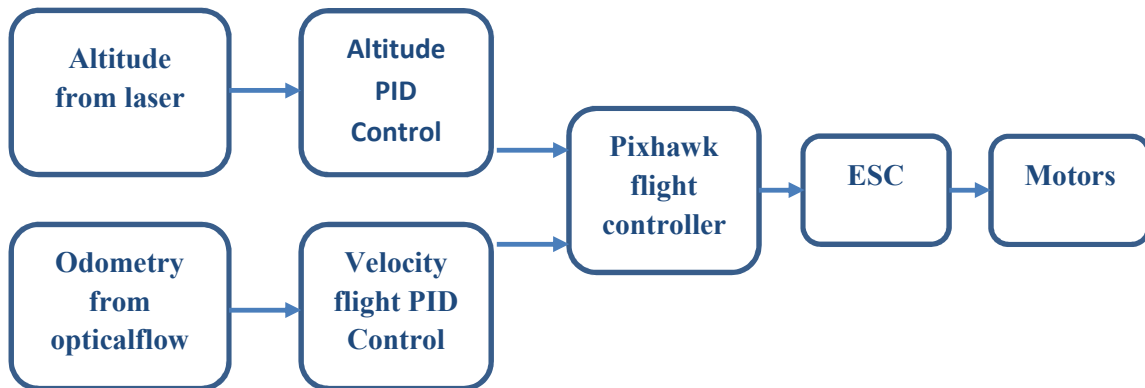 Altitude
from laser
Altitude
PID
Control
Pixhawk
flight
controller
ESC
Motors
Odometry
from
opticalflow
Velocity
flight PID
Control